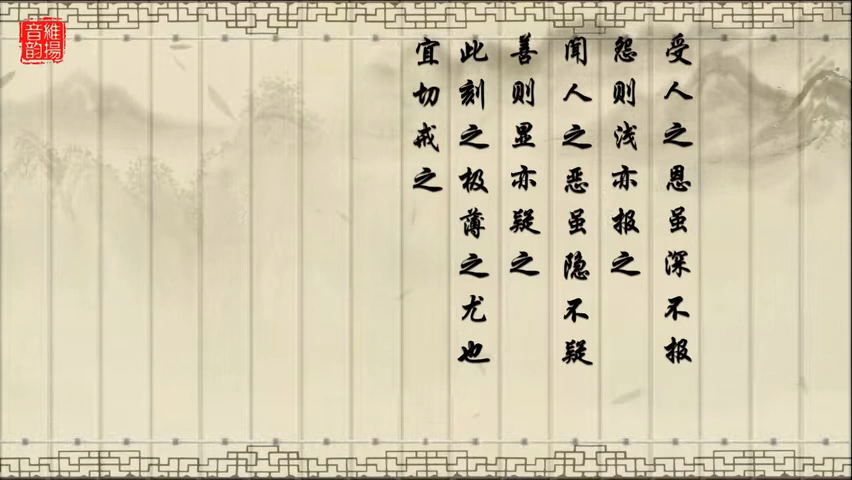 受人之恩虽深不报
怨则浅亦报之
闻人之恶虽隐不疑
善则显亦疑之
此刻之极薄之尤也
宜切戒之
維揚
音韵